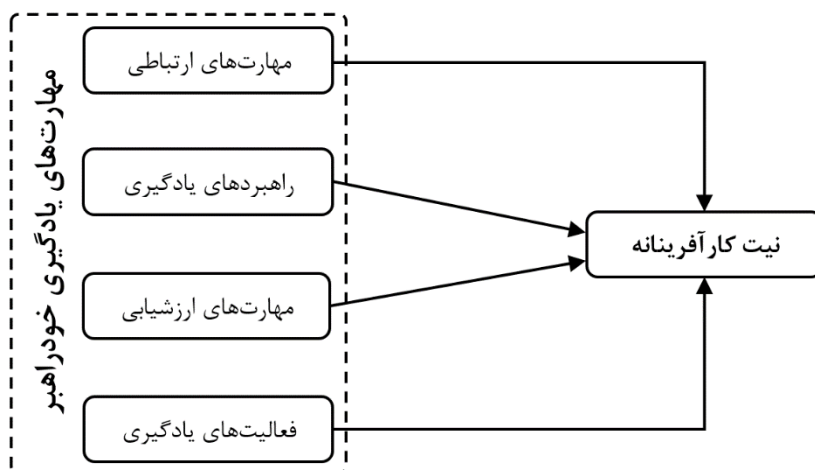 مهارت‌های یادگیری خودراهبر
مهارت‌های ارتباطی
راهبردهای یادگیری
مهارت‌های ارزشیابی
فعالیت‌های یادگیری
نیت کارآفرینانه